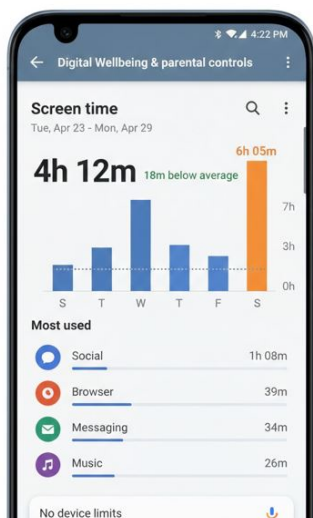 4:22 PM
Digital Wellbeing & parental controls
Screen time
Tue, Apr 23 - Mon, Apr 29
6h 05m
4h 12m 18m below average
7h
3h
0h
S T W T F S
Most used
Social 1h 08m
Browser 39m
Messaging 34m
Music 26m
No device limits